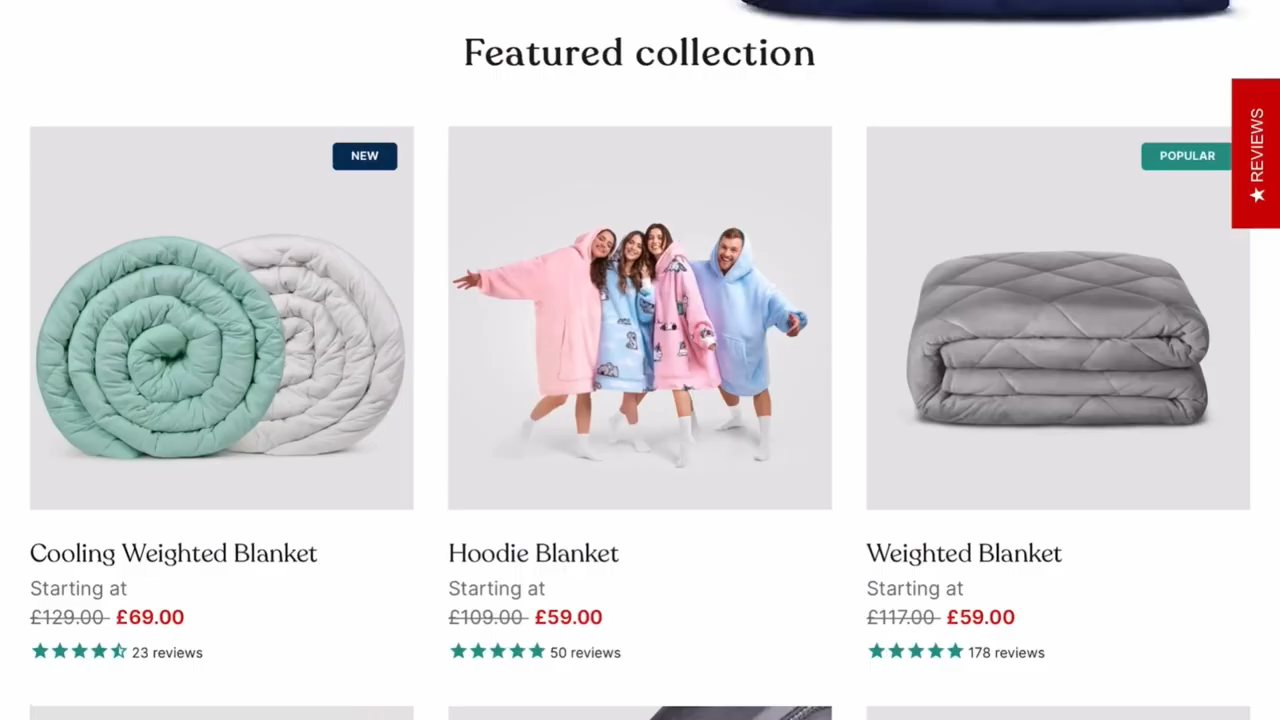 Featured collection
★ REVIEWS
NEW
POPULAR
Cooling Weighted Blanket
Starting at
£129.00 £69.00
23 reviews
Hoodie Blanket
Starting at
£109.00 £59.00
50 reviews
Weighted Blanket
Starting at
£117.00 £59.00
178 reviews